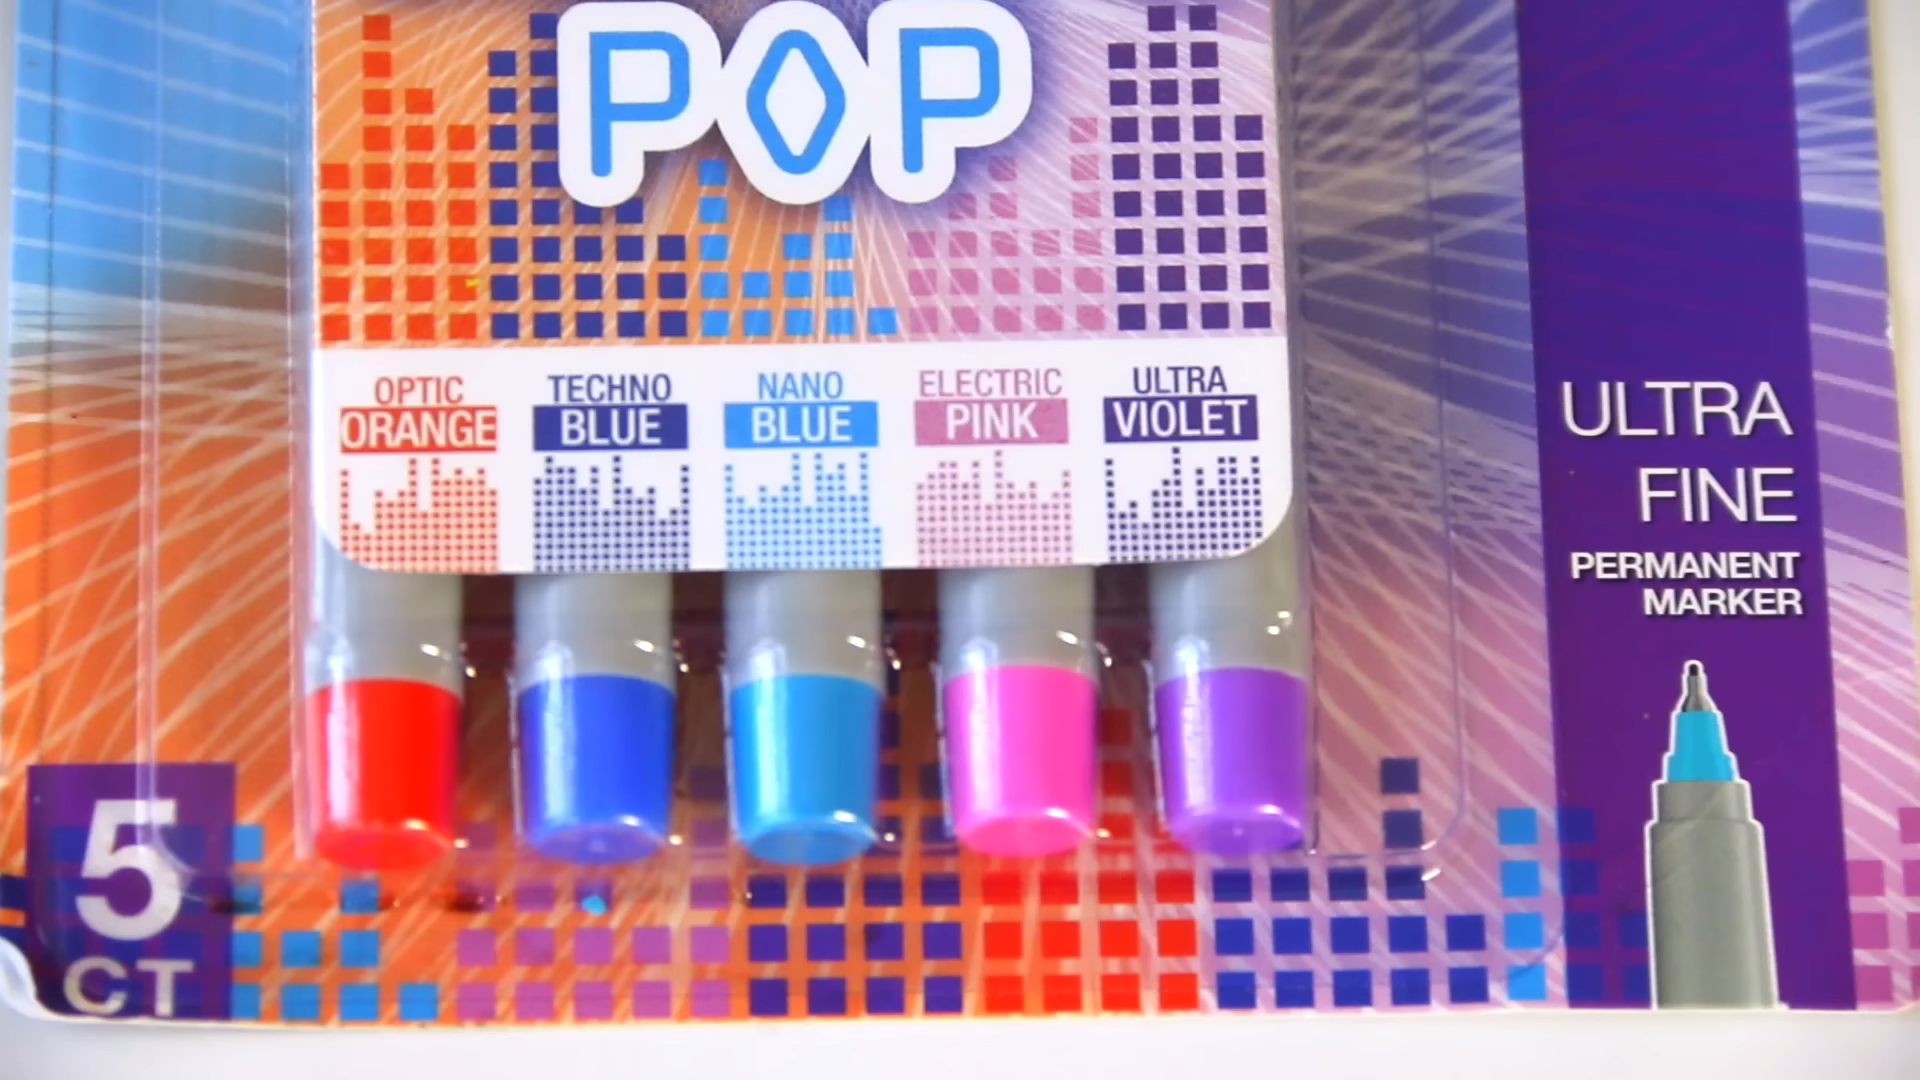 POP
OPTIC
ORANGE
TECHNO
BLUE
NANO
BLUE
ELECTRIC
PINK
ULTRA
VIOLET
ULTRA
FINE
PERMANENT
MARKER
5
CT